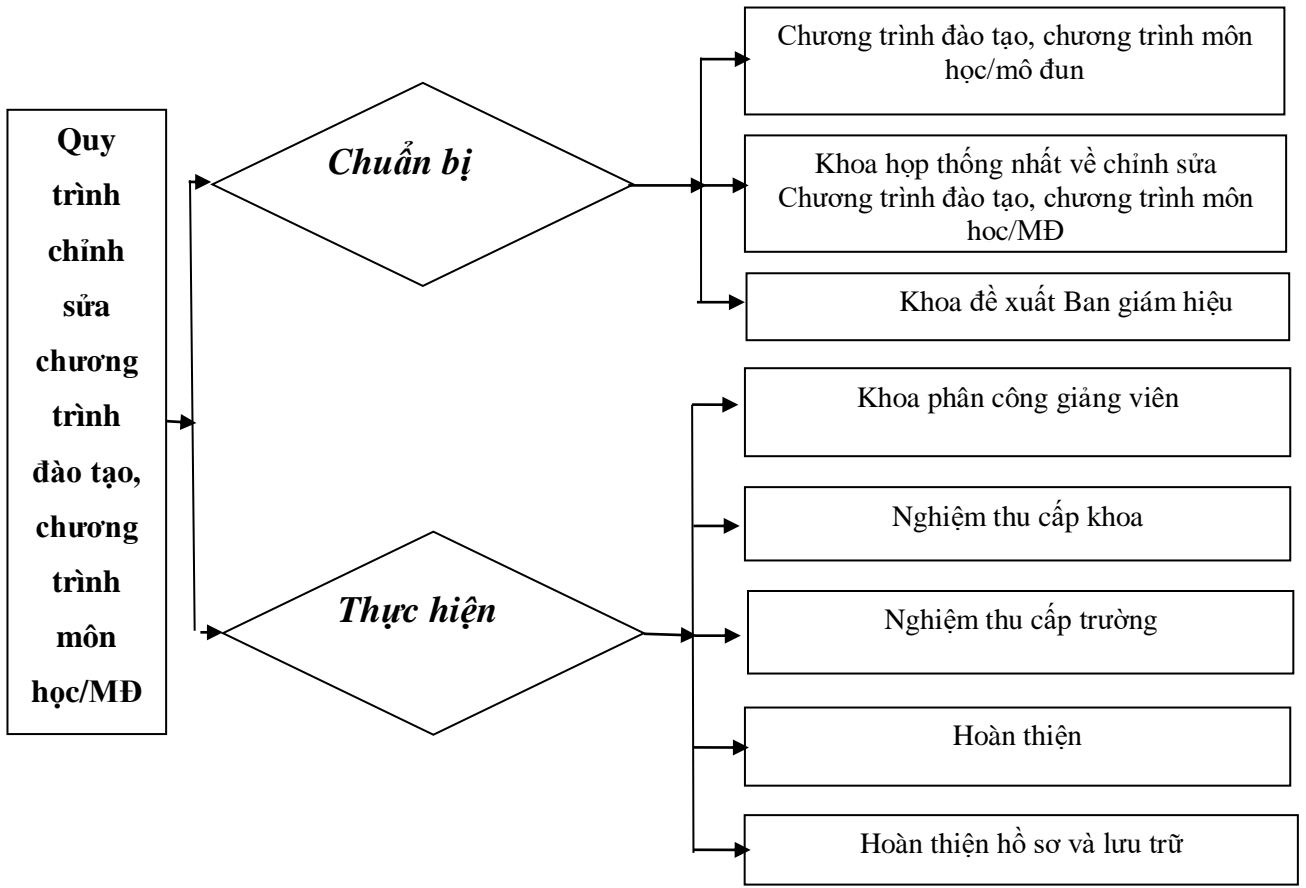 Quy
trình
chỉnh
sửa
chương
trình
đào tạo,
chương
trình
môn
học/MĐ
Chuẩn bị
Chương trình đào tạo, chương trình môn
học/mô đun
Khoa họp thống nhất về chỉnh sửa
Chương trình đào tạo, chương trình môn
hoc/MĐ
Khoa đề xuất Ban giám hiệu
Thực hiện
Khoa phân công giảng viên
Nghiệm thu cấp khoa
Nghiệm thu cấp trường
Hoàn thiện
Hoàn thiện hồ sơ và lưu trữ